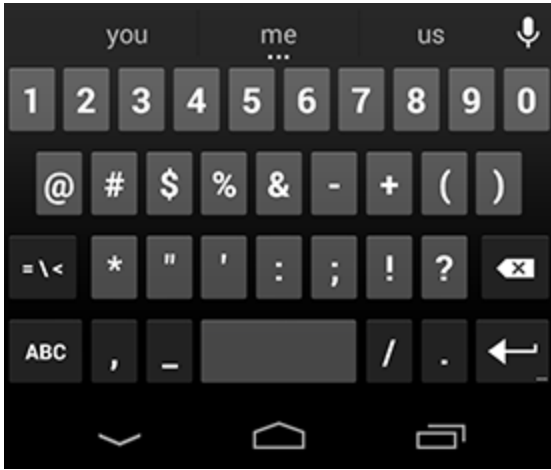 you me us
1 2 3 4 5 6 7 8 9 0
@ # $ % & - + ( )
=\< * " ' : ; ! ?
ABC , _ / .